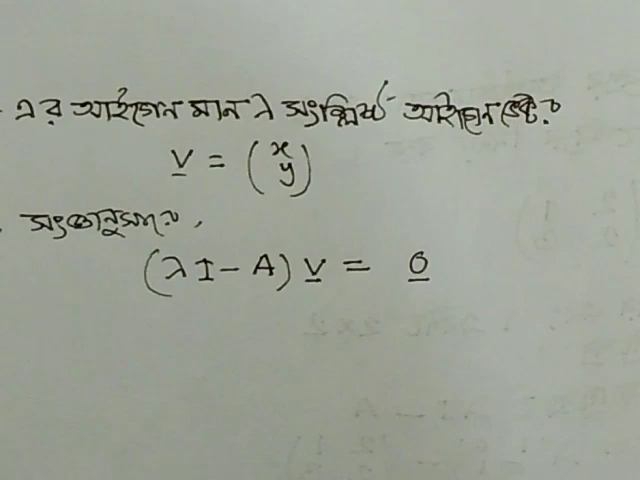 এর আইগেন মান λ সংশ্লিষ্ট আইগেন ভেক্টর
V = (x y)
সংজ্ঞানুসারে,
(λI - A) V = 0